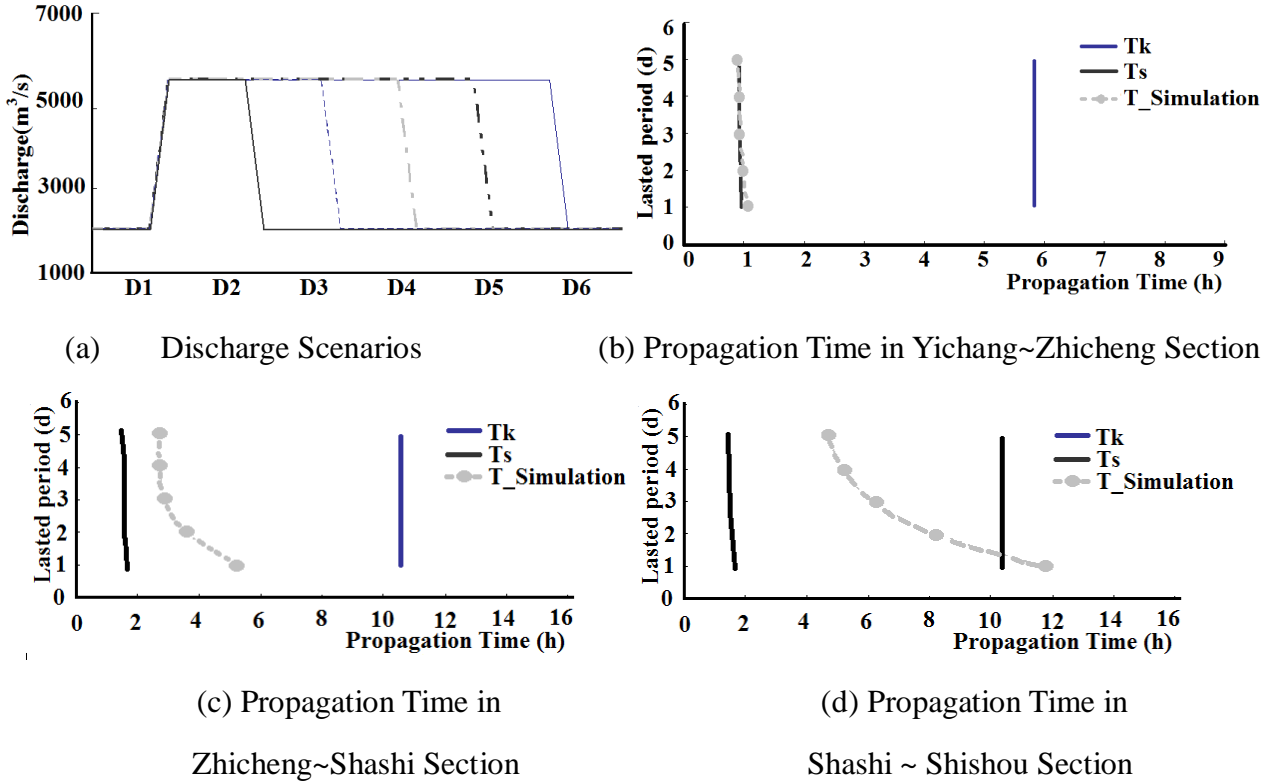 7000
5000
3000
1000
Discharge(m³/s)
D1 D2 D3 D4 D5 D6
(a) Discharge Scenarios
6
5
4
3
2
1
0
Lasted period (d)
Tk
Ts
T_Simulation
0 1 2 3 4 5 6 7 8 9
Propagation Time (h)
(b) Propagation Time in Yichang~Zhicheng Section
6
5
4
3
2
1
0
Lasted period (d)
Tk
Ts
T_Simulation
0 2 4 6 8 10 12 14 16
Propagation Time (h)
(c) Propagation Time in
Zhicheng~Shashi Section
6
5
4
3
2
1
0
Lasted period (d)
Tk
Ts
T_Simulation
0 2 4 6 8 10 12 14 16
Propagation Time (h)
(d) Propagation Time in
Shashi ~ Shishou Section